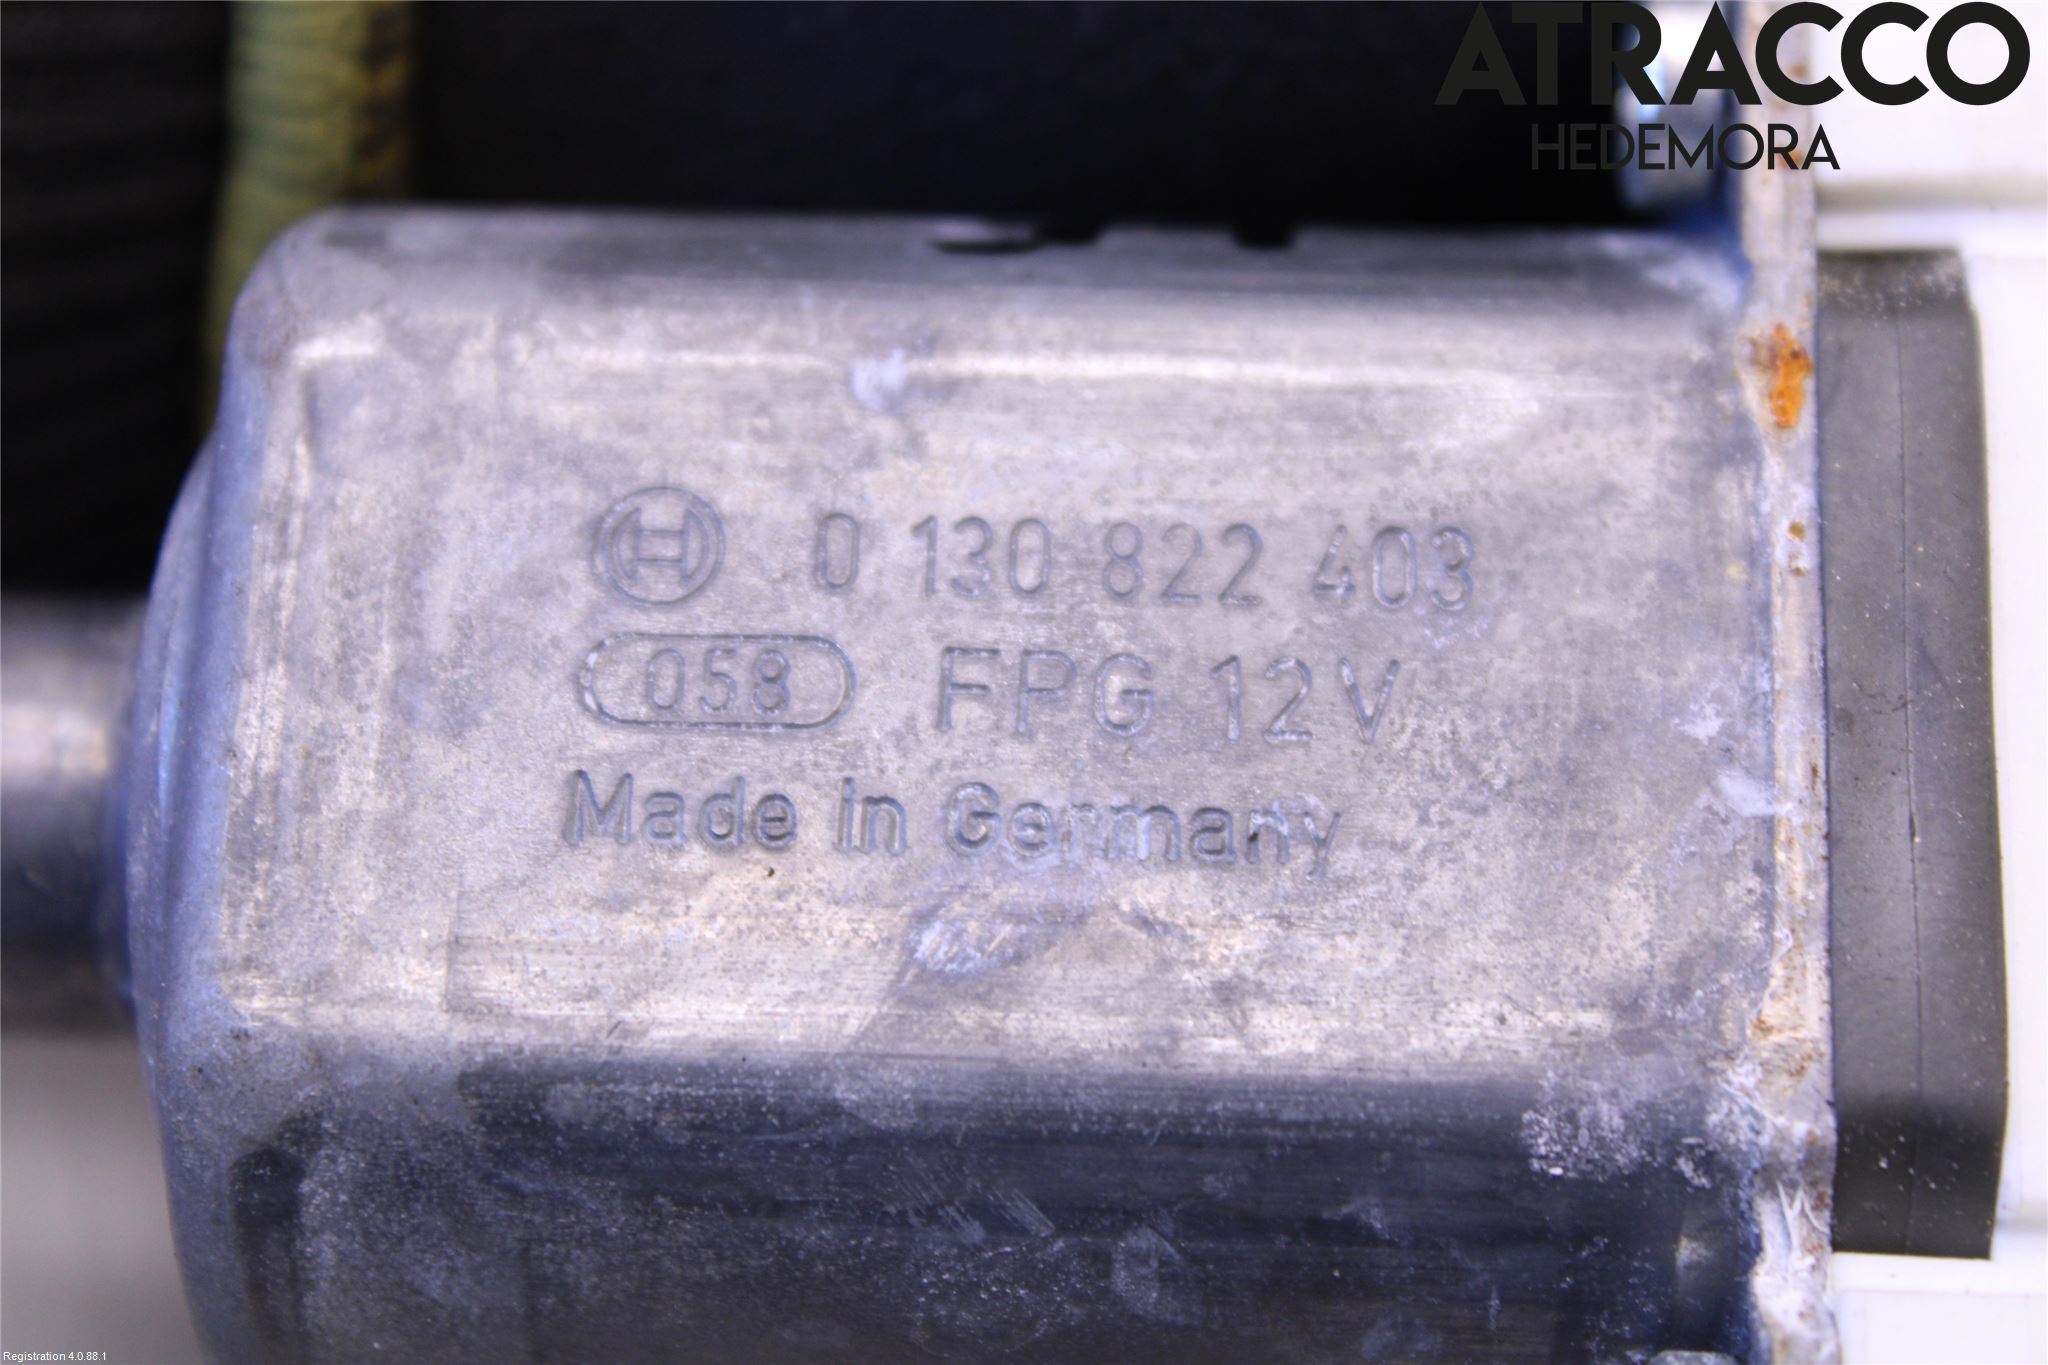 ATRACCO
HEDEMORA
0 130 822 403
058 FPG 12V
Made in Germany
Registration 4.0.88.1